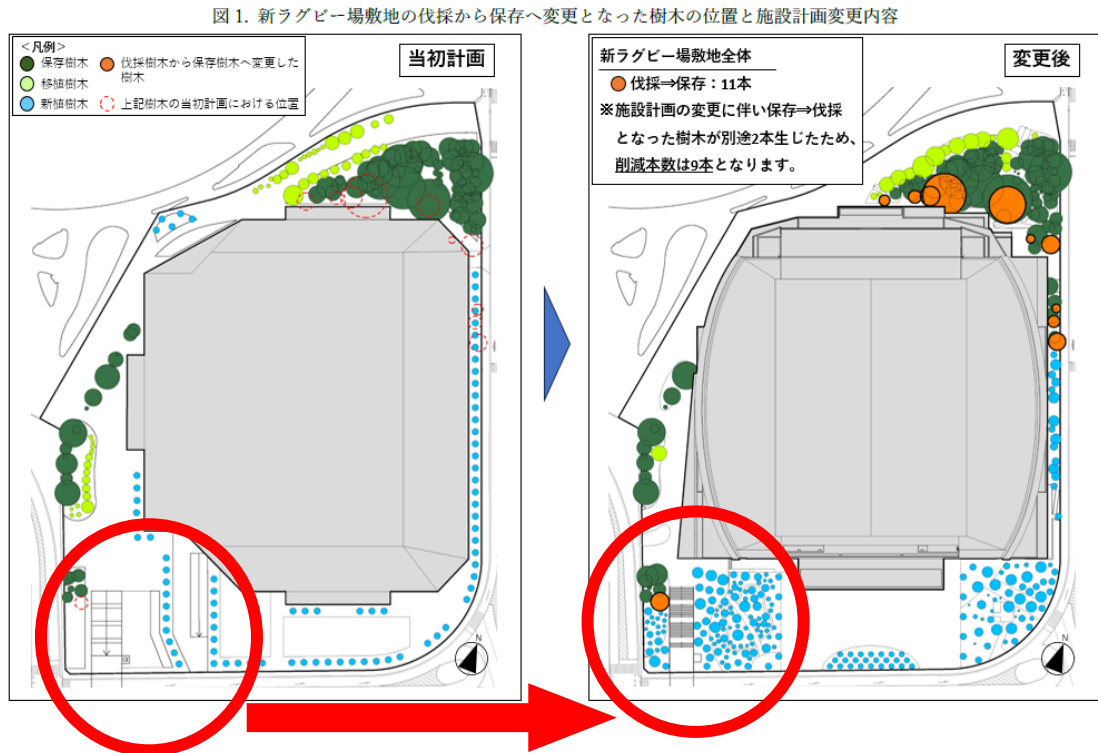 図 1. 新ラグビー場敷地の伐採から保存へ変更となった樹木の位置と施設計画変更内容
<凡例>
保存樹木
伐採樹木から保存樹木へ変更した
樹木
移植樹木
新植樹木
上記樹木の当初計画における位置
当初計画
N
新ラグビー場敷地全体
伐採⇒保存：11本
※施設計画の変更に伴い保存⇒伐採
となった樹木が別途2本生じたため、
削減本数は9本となります。
変更後
N